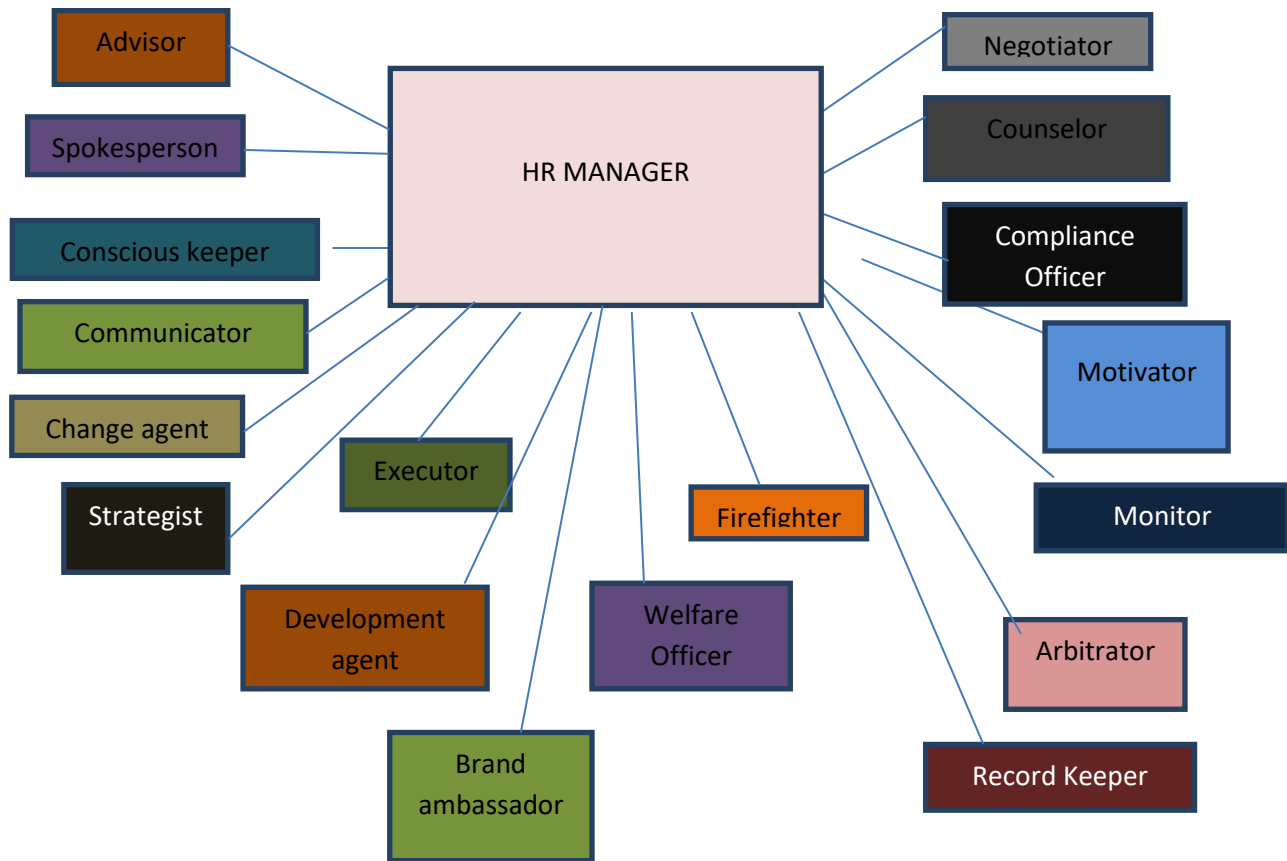 Advisor
Negotiator
Spokesperson
Counselor
HR MANAGER
Conscious keeper
Compliance
Officer
Communicator
Motivator
Change agent
Executor
Strategist
Firefighter
Monitor
Development
agent
Welfare
Officer
Arbitrator
Brand
ambassador
Record Keeper